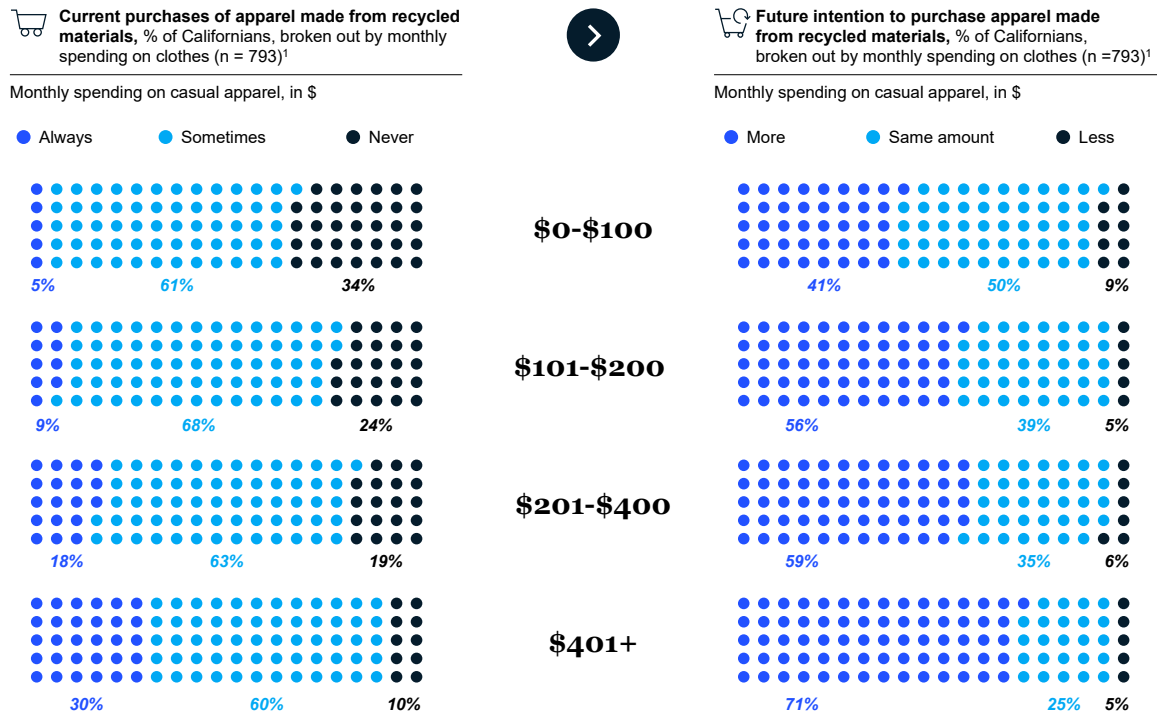 Current purchases of apparel made from recycled
materials, % of Californians, broken out by monthly
spending on clothes (n = 793)¹
Monthly spending on casual apparel, in $
Always
Sometimes
Never
Future intention to purchase apparel made
from recycled materials, % of Californians,
broken out by monthly spending on clothes (n =793)¹
Monthly spending on casual apparel, in $
More
Same amount
Less
$0-$100
5% 61% 34%
41% 50% 9%
$101-$200
9% 68% 24%
56% 39% 5%
$201-$400
18% 63% 19%
59% 35% 6%
$401+
30% 60% 10%
71% 25% 5%